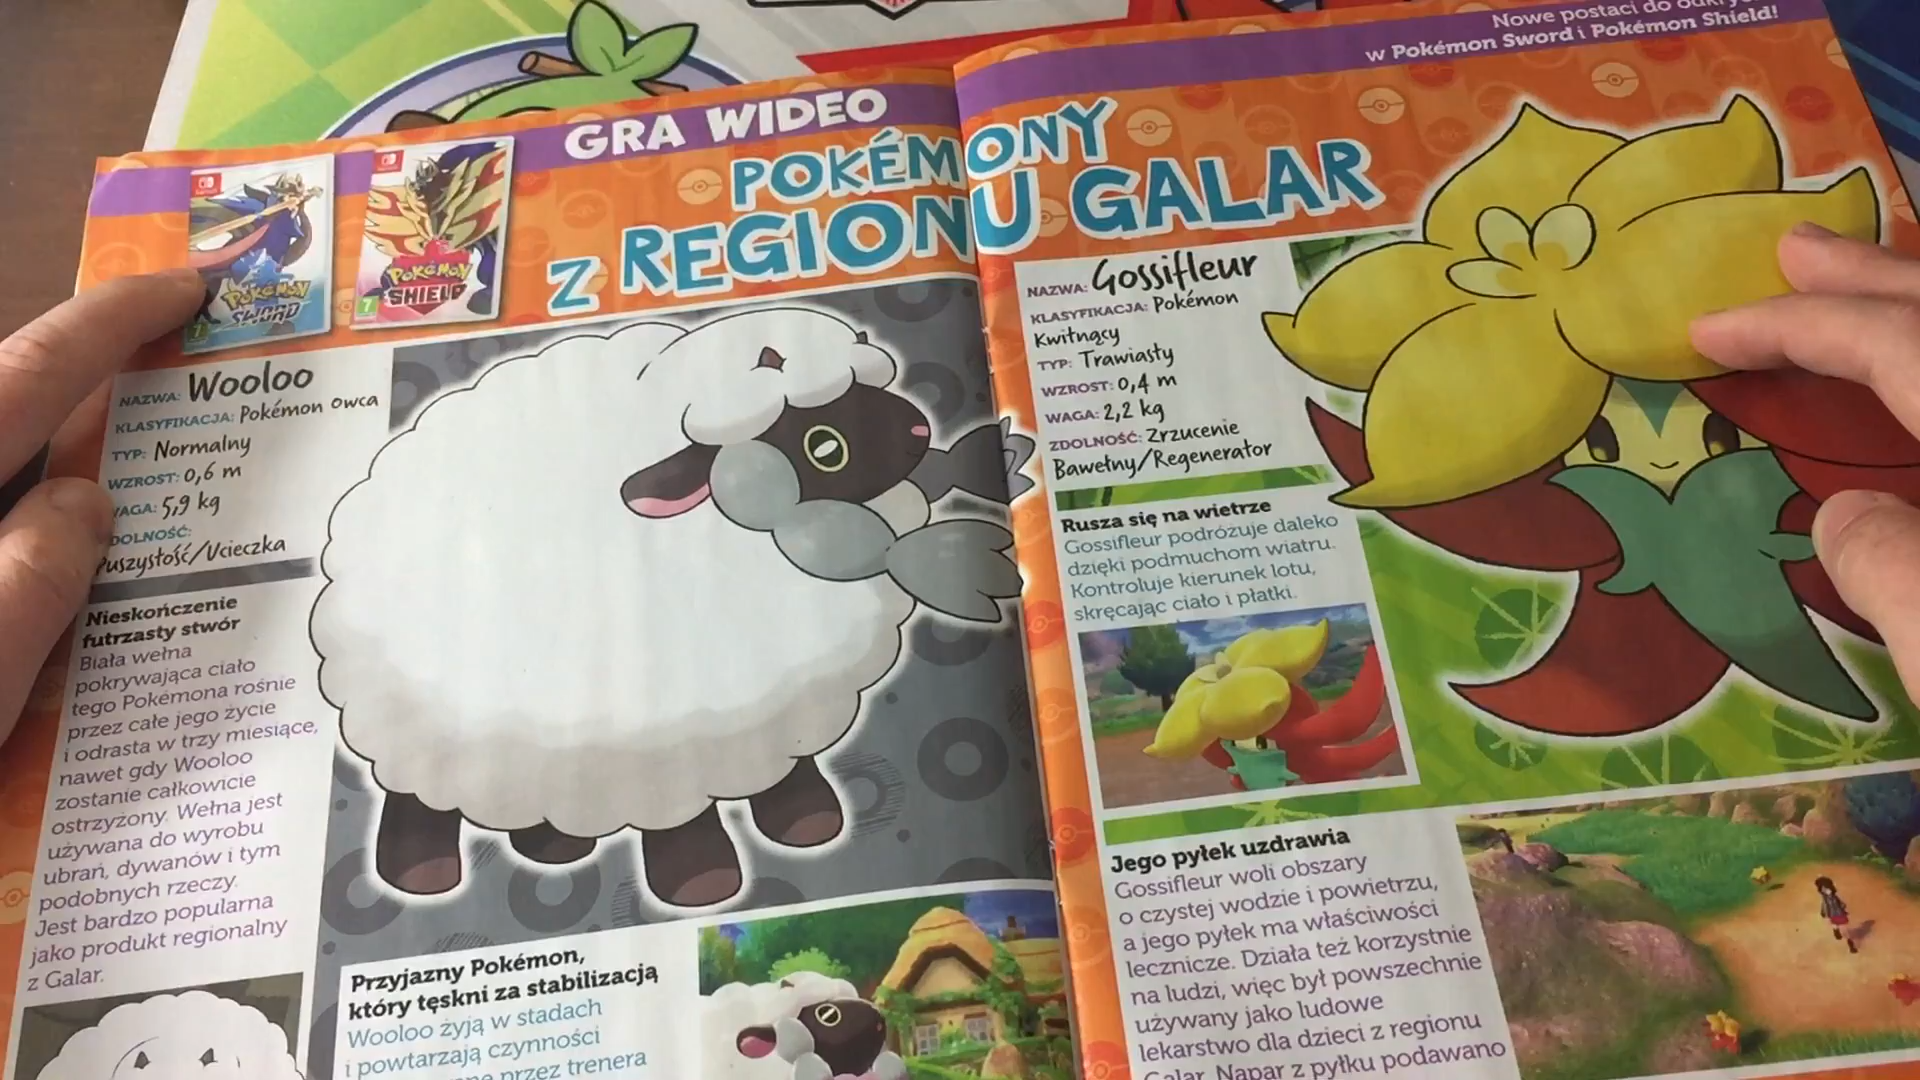 Nowe postaci do
w Pokémon Sword i Pokémon Shield!
GRA WIDEO
POKÉMONY
Z REGIONU GALAR
POKÉMON
SWORD
7
POKÉMON
SHIELD
7
NAZWA: Wooloo
KLASYFIKACJA: Pokémon Owca
TYP: Normalny
WZROST: 0,6 m
WAGA: 5,9 kg
ZDOLNOŚĆ:
Puszystość/Ucieczka
Nieskończenie
futrzasty stwór
Biała wełna
pokrywająca ciało
tego Pokémona rośnie
przez całe jego życie
i odrasta w trzy miesiące,
nawet gdy Wooloo
zostanie całkowicie
ostrzyżony. Wełna jest
używana do wyrobu
ubrań, dywanów i tym
podobnych rzeczy.
Jest bardzo popularna
jako produkt regionalny
z Galar.
Przyjazny Pokémon,
który tęskni za stabilizacją
Wooloo żyją w stadach
i powtarzają czynności
przez trenera
NAZWA: Gossifleur
KLASYFIKACJA: Pokémon
Kwitnący
TYP: Trawiasty
WZROST: 0,4 m
WAGA: 2,2 kg
ZDOLNOŚĆ: Zrzucenie
Bawełny/Regenerator
Rusza się na wietrze
Gossifleur podróżuje daleko
dzięki podmuchom wiatru.
Kontroluje kierunek lotu,
skręcając ciało i płatki.
Jego pyłek uzdrawia
Gossifleur woli obszary
o czystej wodzie i powietrzu,
a jego pyłek ma właściwości
lecznicze. Działa też korzystnie
na ludzi, więc był powszechnie
używany jako ludowe
lekarstwo dla dzieci z regionu
Galar. Napar z pyłku podawano